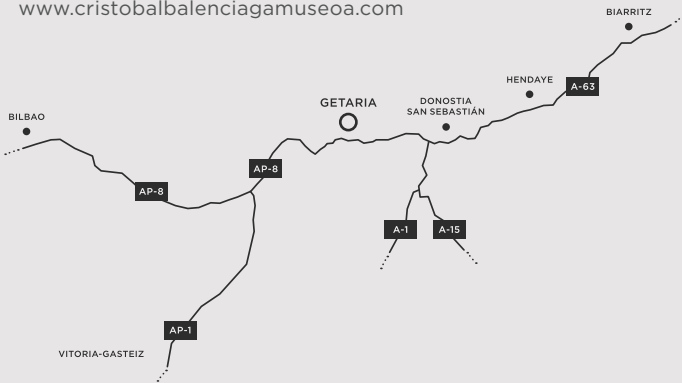 www.cristobalbalenciagamuseoa.com
BIARRITZ
HENDAYE
A-63
GETARIA
DONOSTIA
SAN SEBASTIÁN
BILBAO
AP-8
AP-8
A-1
A-15
AP-1
VITORIA-GASTEIZ